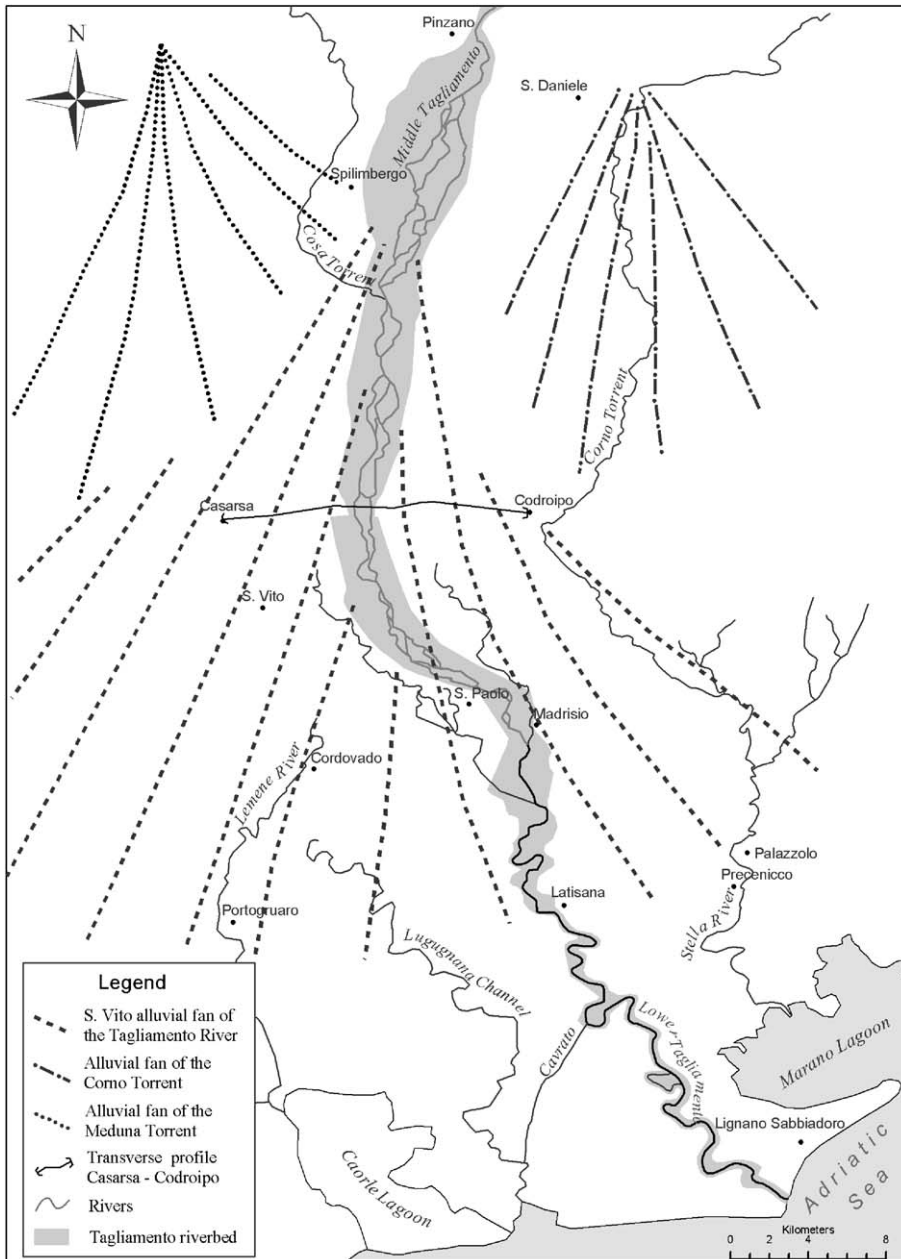 Pinzano
N
S. Daniele
Middle Tagliamento
Spilimbergo
Cosa Torrent
Corno Torrent
Casarsa
Codroipo
S. Vito
S. Paolo
Madrisio
Lemene River
Cordovado
Palazzolo
Precenicco
Latisana
Portogruaro
Stella River
Lugugnana Channel
Legend
S. Vito alluvial fan of
the Tagliamento River
Alluvial fan of the
Corno Torrent
Alluvial fan of the
Meduna Torrent
Transverse profile
Casarsa - Codroipo
Rivers
Tagliamento riverbed
Cavrato
Lower Tagliamento
Marano Lagoon
Lignano Sabbiadoro
Caorle Lagoon
Adriatic
Sea
Kilometers
0 2 4 8